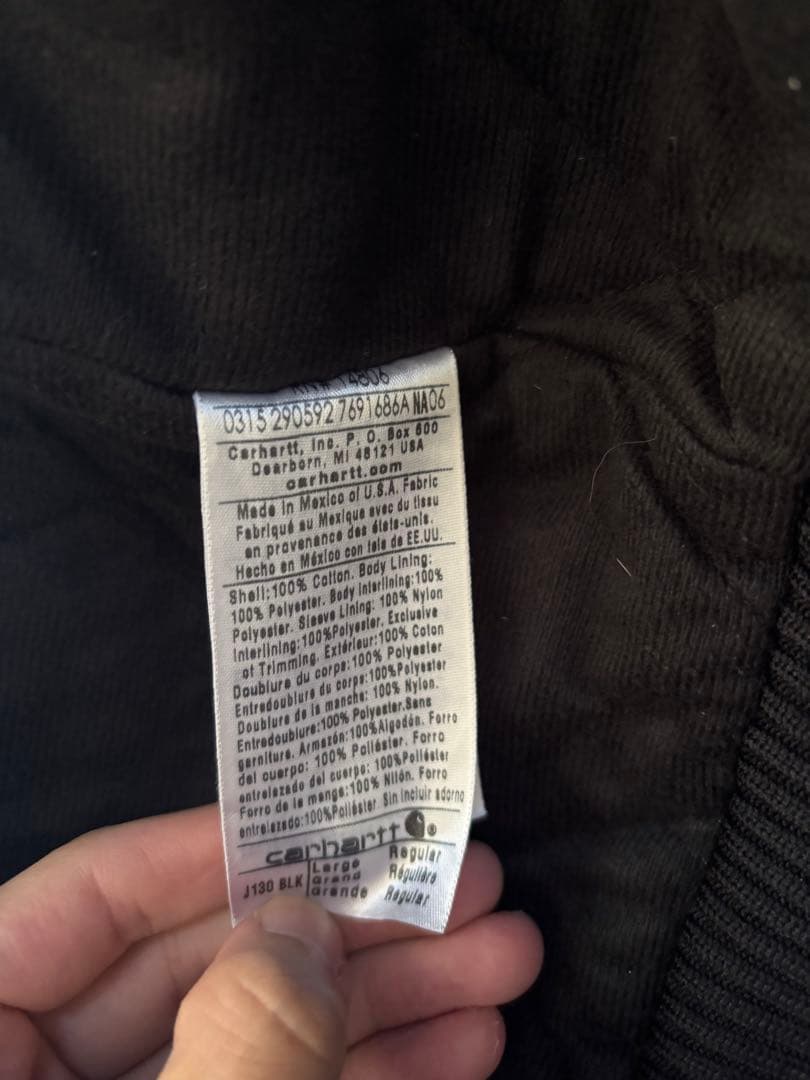 RN# 14806
0315 290592 7691686A NA06
Carhartt, Inc. P. O. Box 600
Dearborn, MI 48121 USA
carhartt.com
Made in Mexico of U.S.A. Fabric
Fabriqué au Mexique avec du tissu
en provenance des états-unis.
Hecho en México con tela de EE.UU.
Shell:100% Cotton. Body Lining:
100% Polyester. Body Interlining:100%
Polyester. Sleeve Lining: 100% Nylon
Interlining:100%Polyester. Exclusive
of Trimming. Extérieur:100% Coton
Doublure du corps:100% Polyester
Entredoublure du corps:100%Polyester
Doublure de la manche: 100% Nylon.
Entredoublure:100% Polyester.Sans
garniture. Armazón:100%Algodón. Forro
del cuerpo: 100% Poliéster. Forro
entrelazado del cuerpo: 100%Poliéster
Forro de la manga:100% Nilón. Forro
entrelazado:100%Poliéster. Sin incluir adorno
carhartt ®
J130 BLK Large Regular
Grand Régulière
Grande Regular